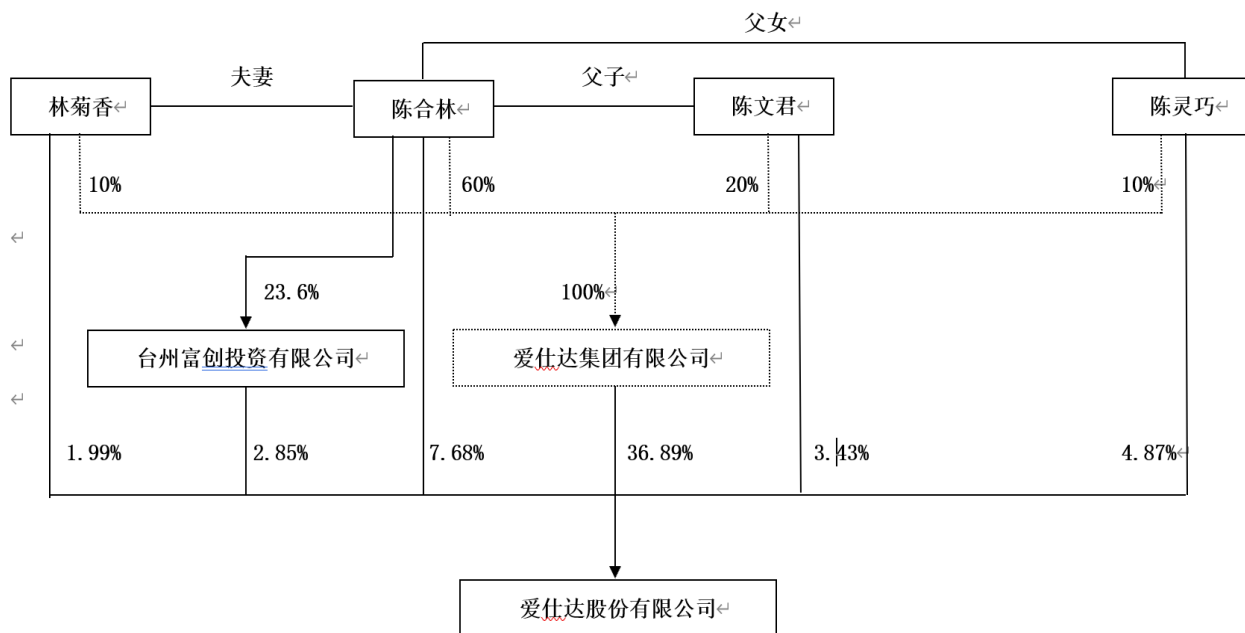 父女
夫妻
父子
林菊香
陈合林
陈文君
陈灵巧
10%
60%
20%
10%
23.6%
100%
台州富创投资有限公司
爱仕达集团有限公司
1.99%
2.85%
7.68%
36.89%
3.43%
4.87%
爱仕达股份有限公司